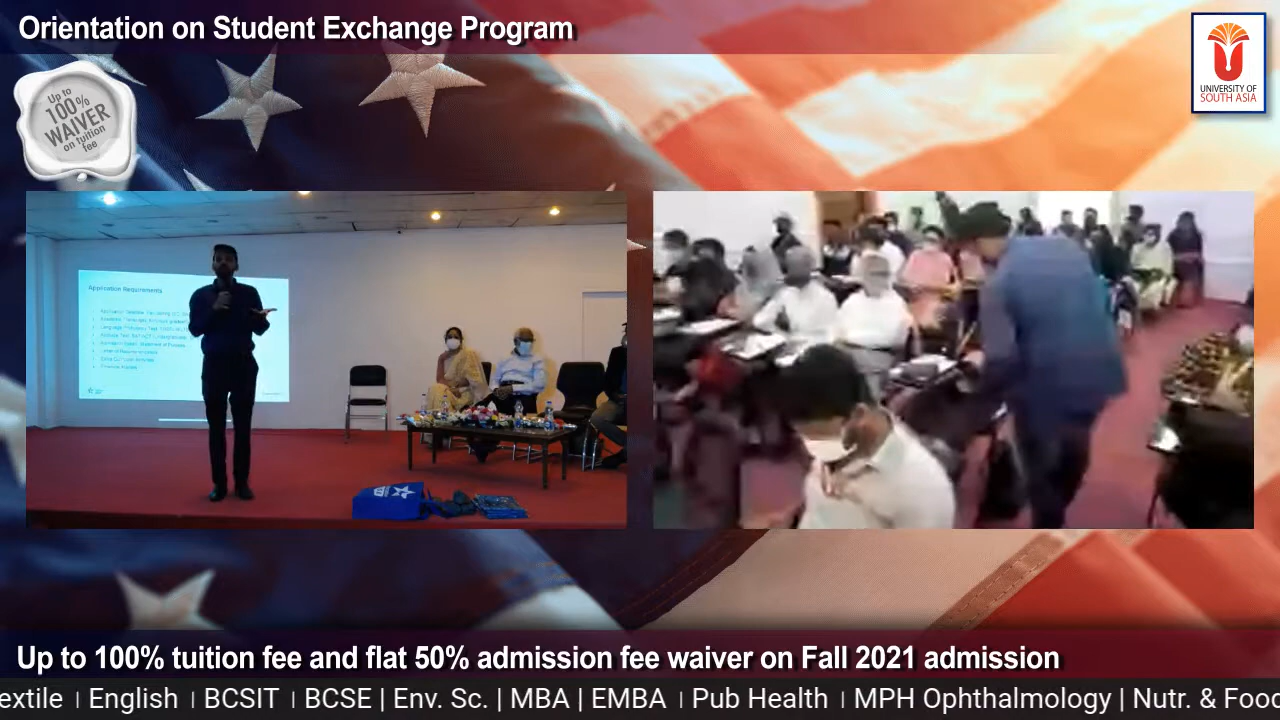 Orientation on Student Exchange Program
UNIVERSITY OF
SOUTH ASIA
Up to
100%
WAIVER
on tuition
fee
Application Requirements
Up to 100% tuition fee and flat 50% admission fee waiver on Fall 2021 admission
extile | English | BCSIT | BCSE | Env. Sc. | MBA | EMBA | Pub Health | MPH Ophthalmology | Nutr. & Food